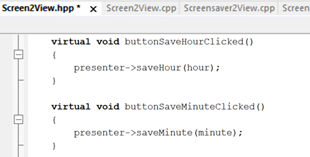 Screen2View.hpp * × Screen2View.cpp Screensaver2View.cpp Screen
virtual void buttonSaveHourClicked()
{
presenter->saveHour(hour);
}
virtual void buttonSaveMinuteClicked()
{
presenter->saveMinute(minute);
}